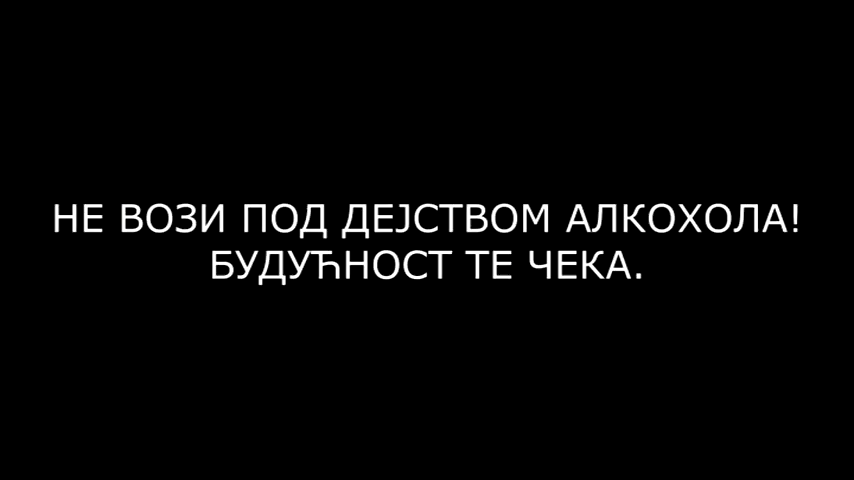 НЕ ВОЗИ ПОД ДЕЈСТВОМ АЛКОХОЛА!
БУДУЋНОСТ ТЕ ЧЕКА.